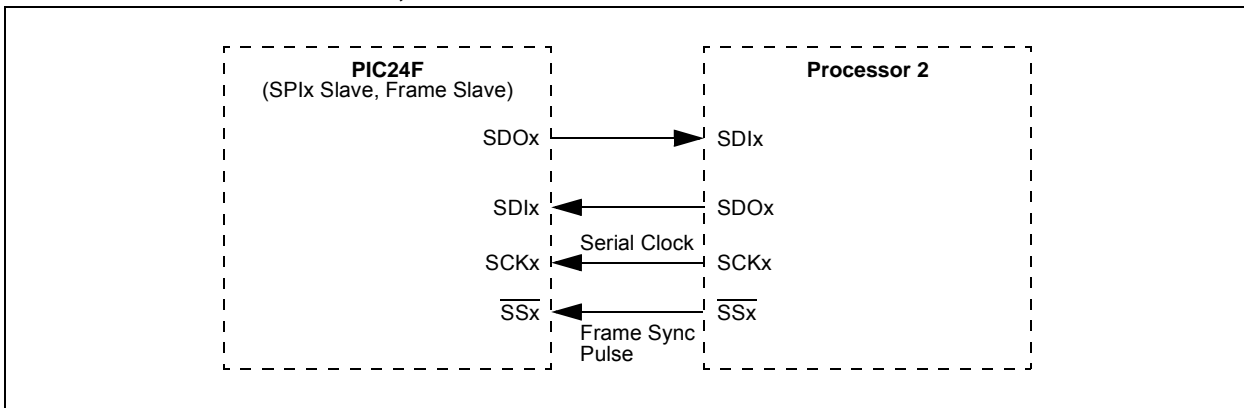 PIC24F
(SPIx Slave, Frame Slave)
Processor 2
SDOx
SDIx
SDIx
SDOx
Serial Clock
SCKx
SCKx
SSx
SSx
Frame Sync
Pulse